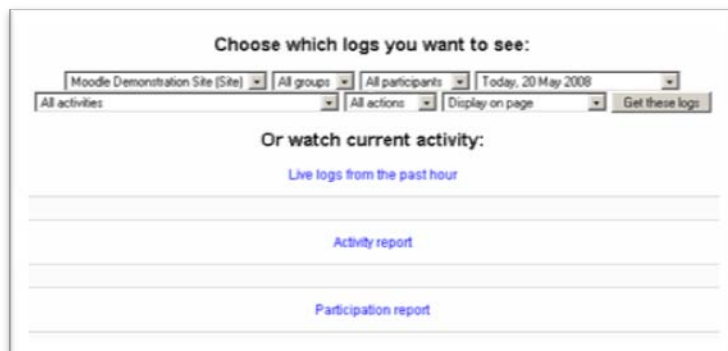 Choose which logs you want to see:
Moodle Demonstration Site (Site) All groups All participants Today, 20 May 2008
All activities All actions Display on page Get these logs
Or watch current activity:
Live logs from the past hour
Activity report
Participation report